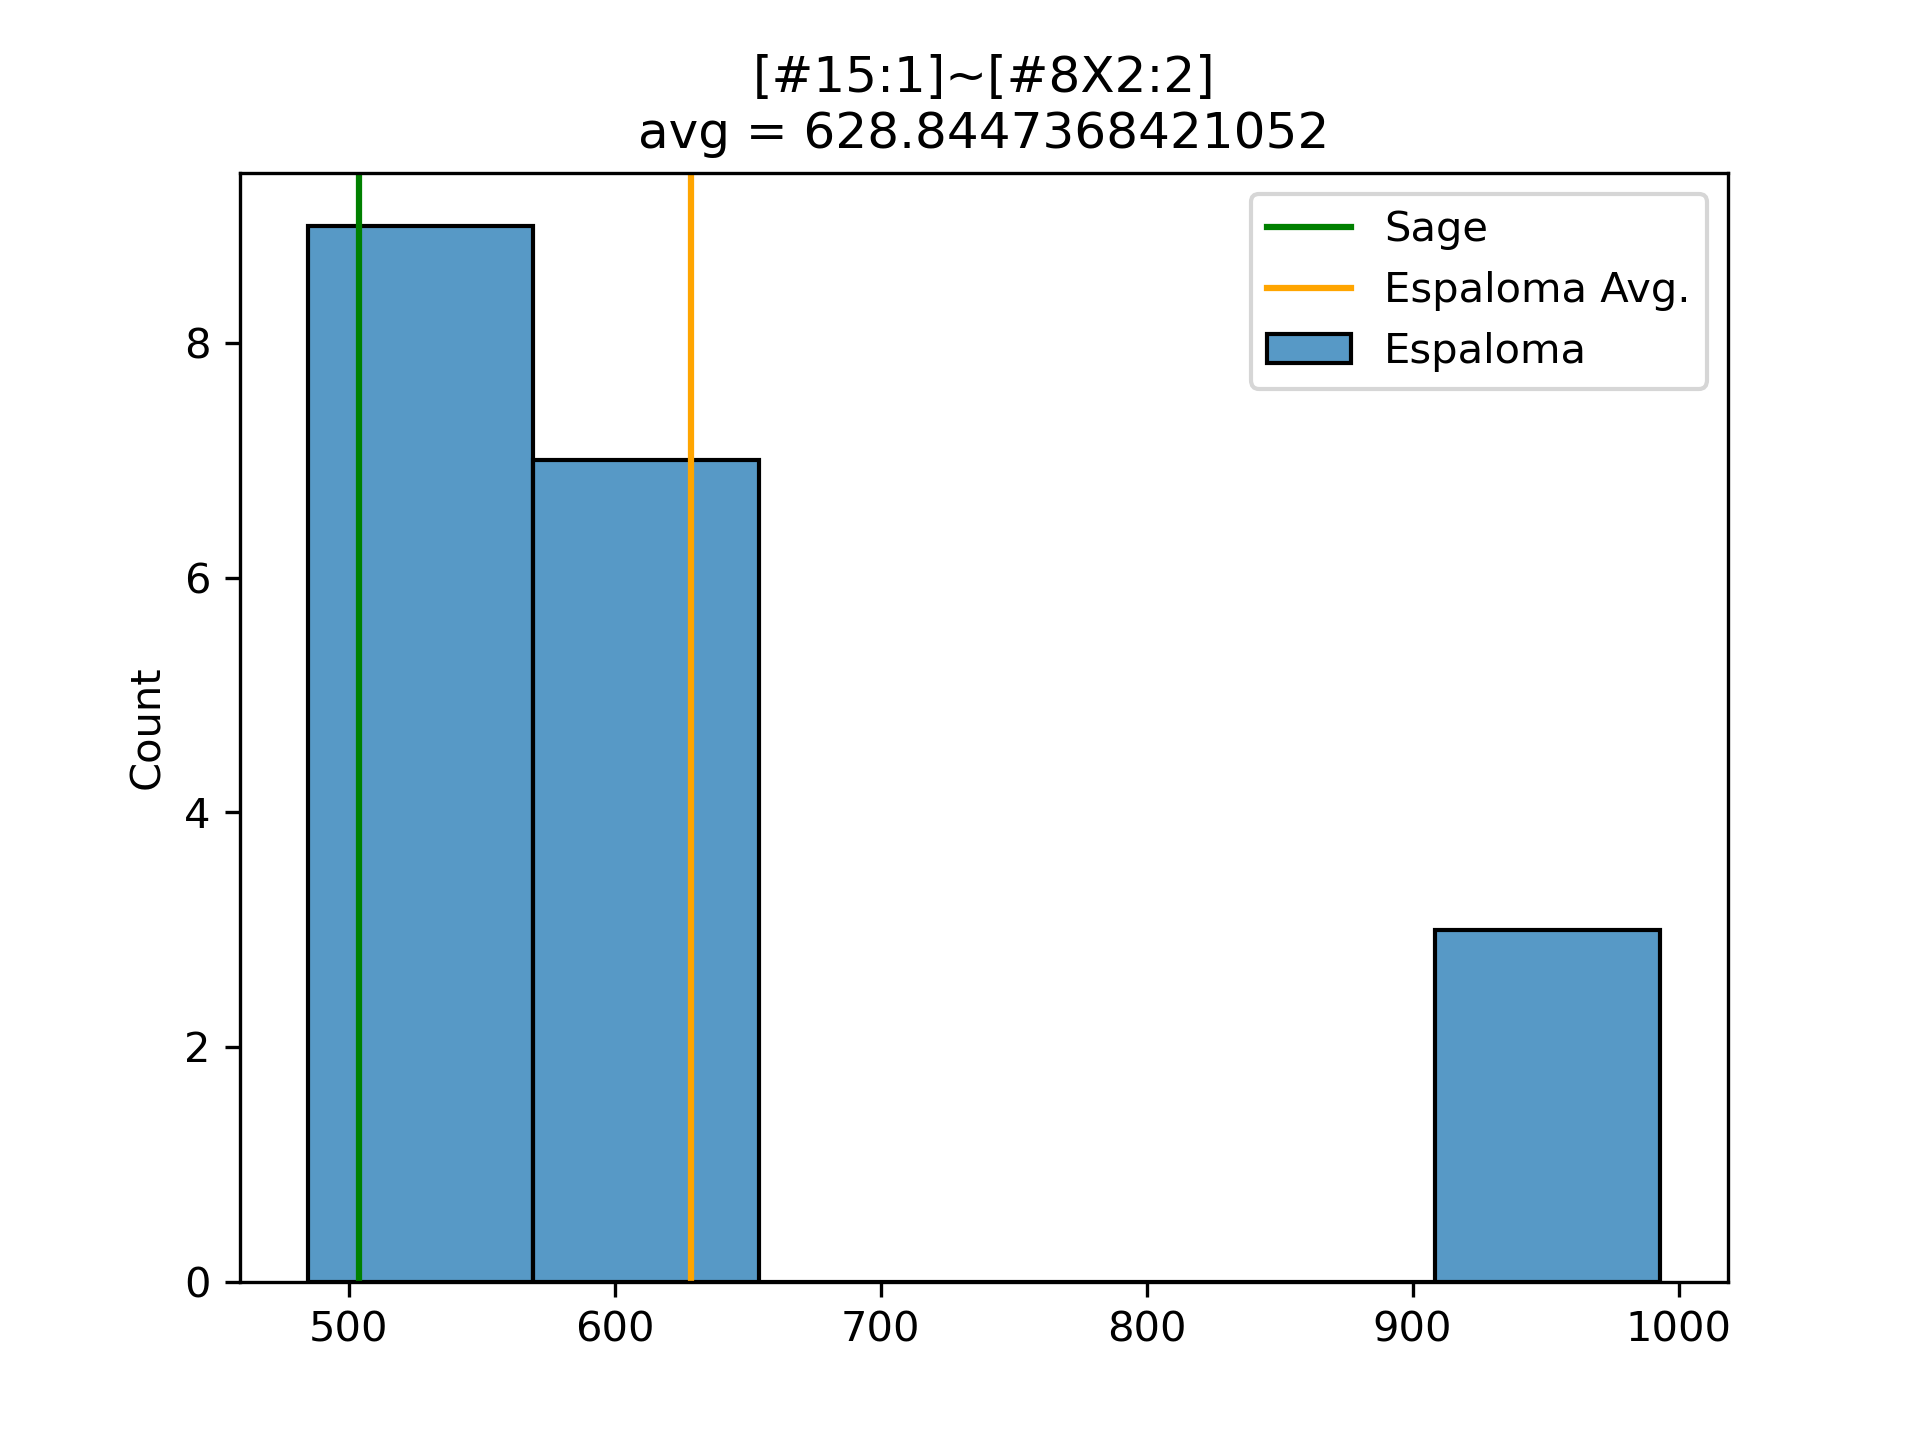 [#15:1]~[#8X2:2]
avg = 628.8447368421052
Sage
Espaloma Avg.
Espaloma
Count
8
6
4
2
0
500 600 700 800 900 1000